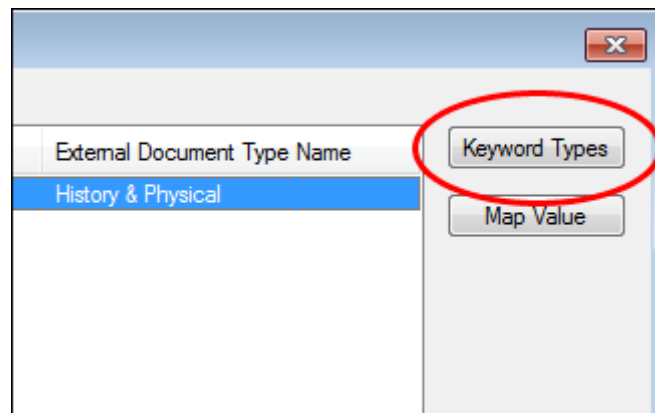 External Document Type Name
Keyword Types
History & Physical
Map Value